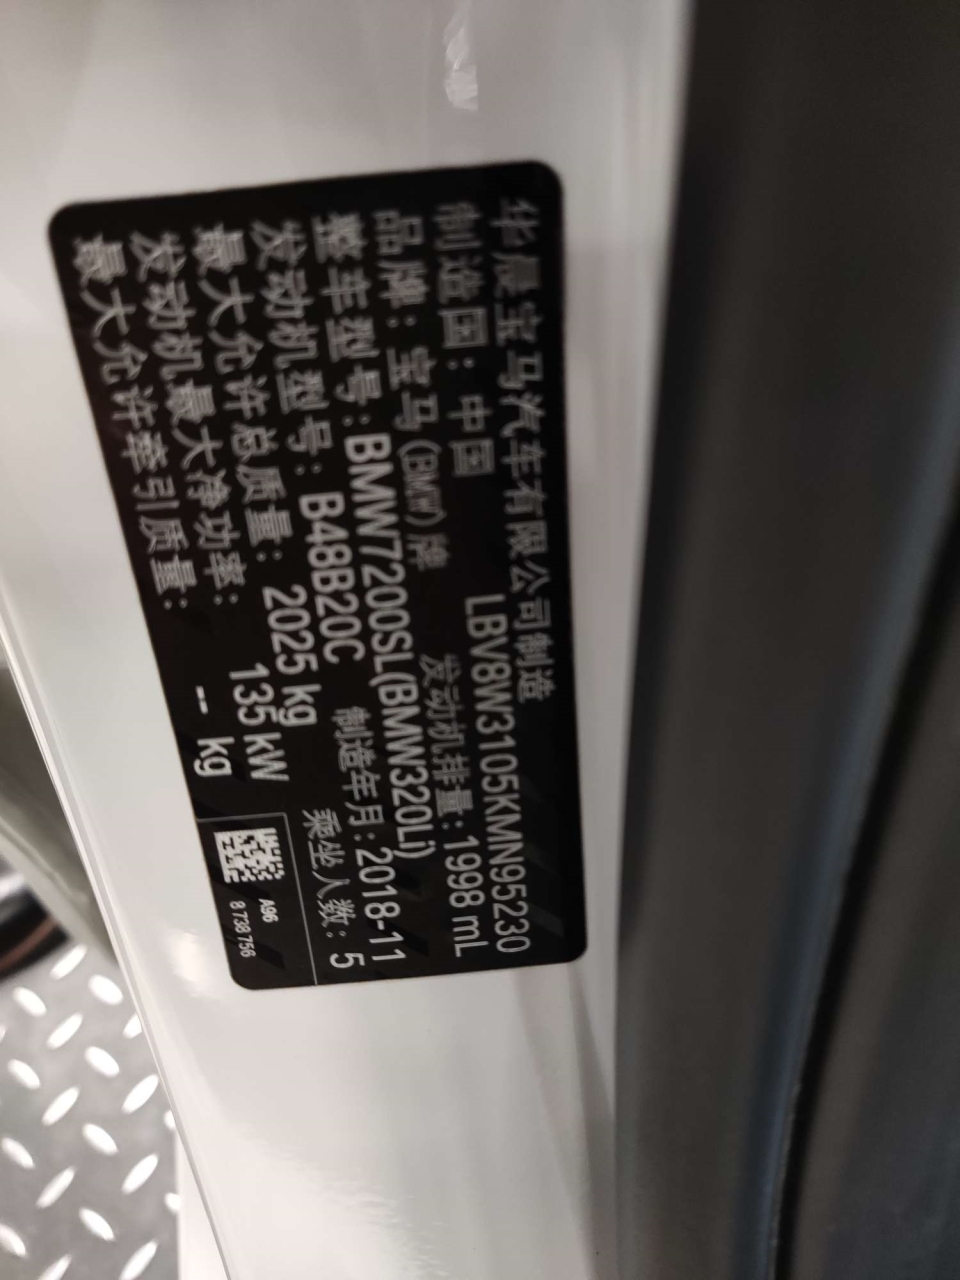 华晨宝马汽车有限公司制造
制造国：中国 LBV8W3105KMN95230
品牌：宝马(BMW)牌 发动机排量：1998 mL
整车型号：BMW7200SL(BMW320Li)
发动机型号：B48B20C 制造年月：2018-11
最大允许总质量：2025 kg 乘坐人数：5
发动机最大净功率：135 kW
最大允许牵引质量：-- kg
A96
8 738 756